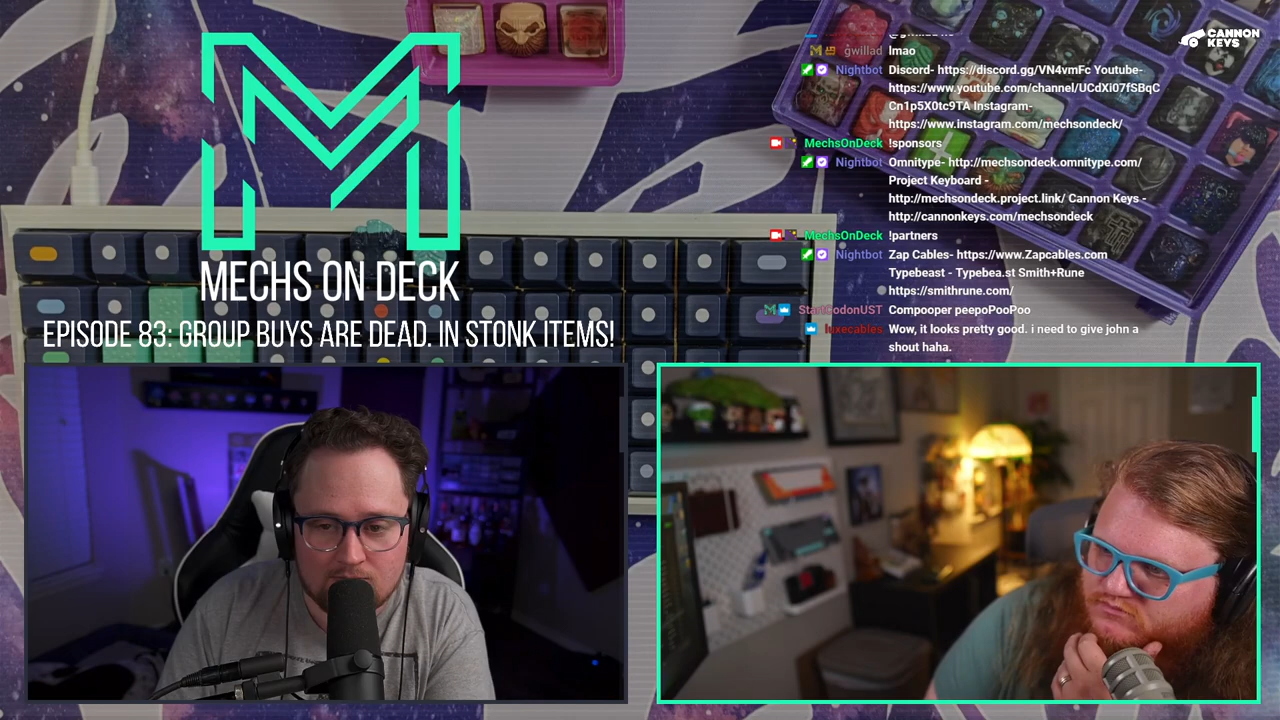 MECHS ON DECK
EPISODE 83: GROUP BUYS ARE DEAD. IN STONK ITEMS!
CANNON
KEYS
gwillad lmao
Nightbot Discord- https://discord.gg/VN4vmFc Youtube-
https://www.youtube.com/channel/UCdXi07fSBqC
Cn1p5X0tc9TA Instagram-
https://www.instagram.com/mechsondeck/
MechsOnDeck !sponsors
Nightbot Omnitype- http://mechsondeck.omnitype.com/
Project Keyboard -
http://mechsondeck.project.link/ Cannon Keys -
http://cannonkeys.com/mechsondeck
MechsOnDeck !partners
Nightbot Zap Cables- https://www.Zapcables.com
Typebeast - Typebea.st Smith+Rune
https://smithrune.com/
StartCodonUST Compooper peepoPooPoo
luxecables Wow, it looks pretty good. i need to give john a
shout haha.